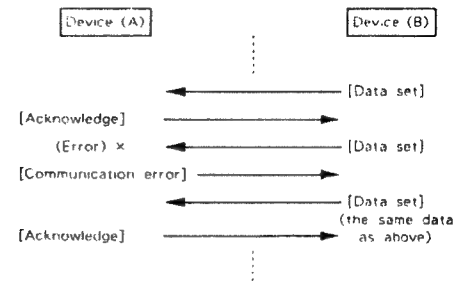 Device (A) Device (B)
[Data set]
[Acknowledge]
(Error) × [Data set]
[Communication error]
[Data set]
(the same data
[Acknowledge] as above)